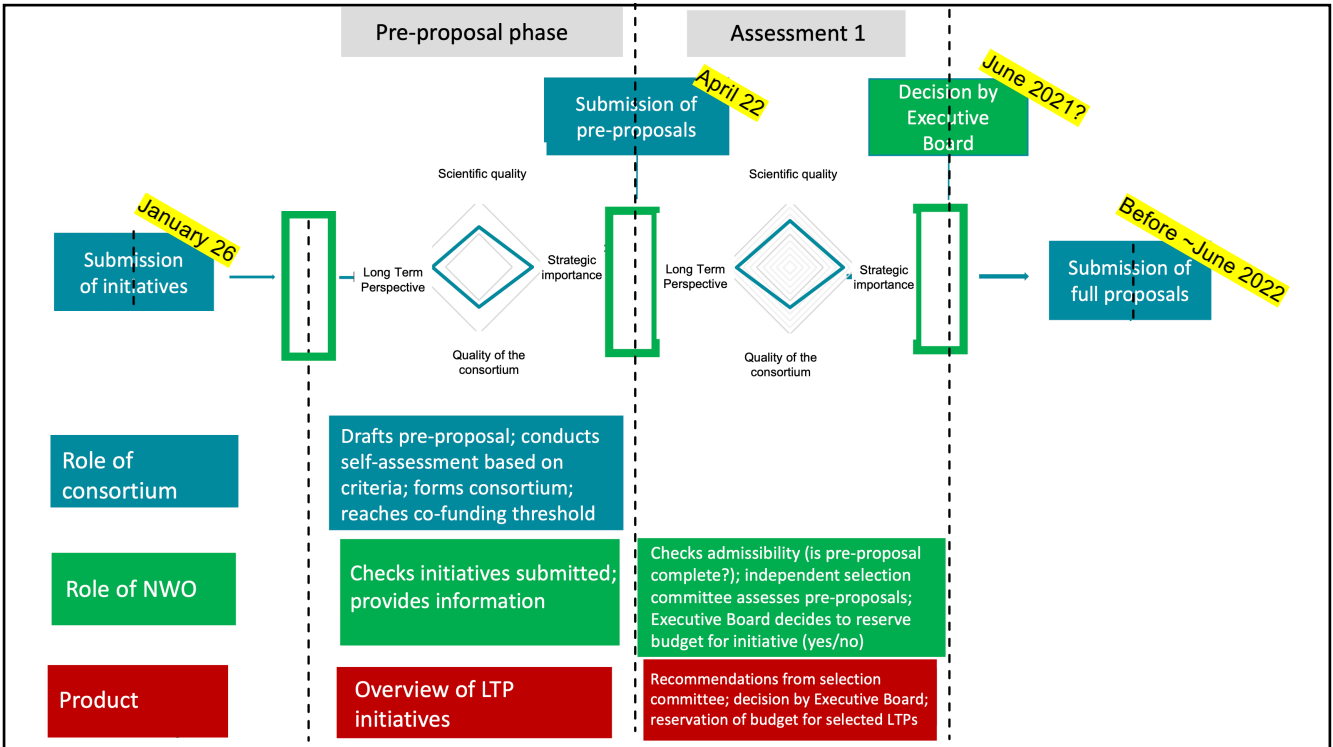 Pre-proposal phase
Assessment 1
Submission of
pre-proposals
April 22
Decision by
Executive
Board
June 2021?
Submission
of initiatives
January 26
Scientific quality
Long Term
Perspective
Strategic
importance
Quality of the
consortium
Scientific quality
Long Term
Perspective
Strategic
importance
Quality of the
consortium
Submission of
full proposals
Before ~June 2022
Role of
consortium
Drafts pre-proposal; conducts
self-assessment based on
criteria; forms consortium;
reaches co-funding threshold
Role of NWO
Checks initiatives submitted;
provides information
Checks admissibility (is pre-proposal
complete?); independent selection
committee assesses pre-proposals;
Executive Board decides to reserve
budget for initiative (yes/no)
Product
Overview of LTP
initiatives
Recommendations from selection
committee; decision by Executive Board;
reservation of budget for selected LTPs